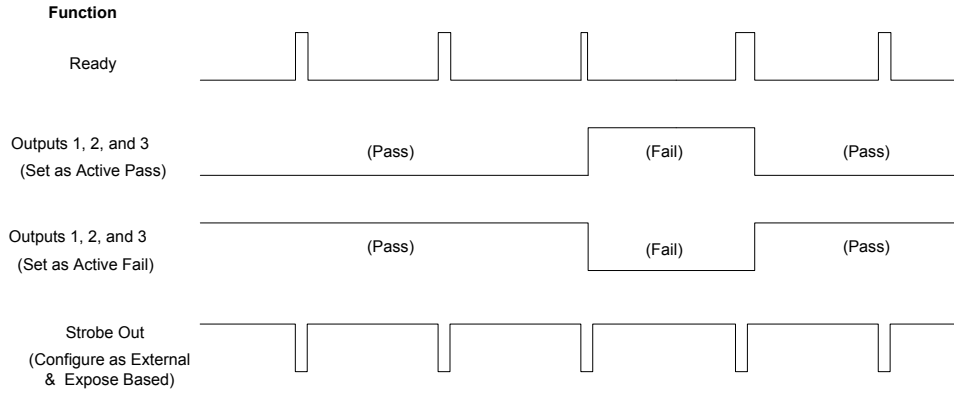 Function
Ready
Outputs 1, 2, and 3
(Set as Active Pass)
(Pass)
(Fail)
(Pass)
Outputs 1, 2, and 3
(Set as Active Fail)
(Pass)
(Fail)
(Pass)
Strobe Out
(Configure as External
& Expose Based)